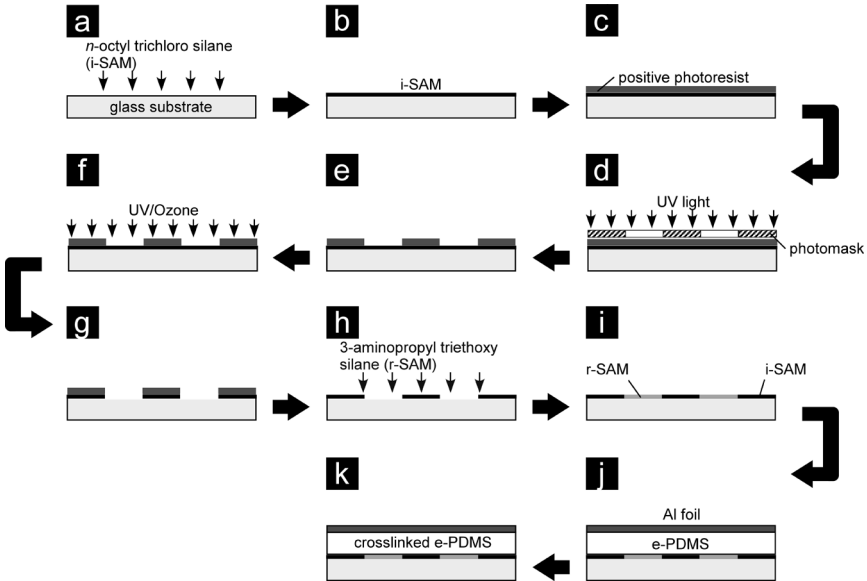 a
n-octyl trichloro silane
(i-SAM)
glass substrate
b
i-SAM
c
positive photoresist
f
UV/Ozone
e
d
UV light
photomask
g
h
3-aminopropyl triethoxy
silane (r-SAM)
i
r-SAM
i-SAM
k
crosslinked e-PDMS
j
Al foil
e-PDMS